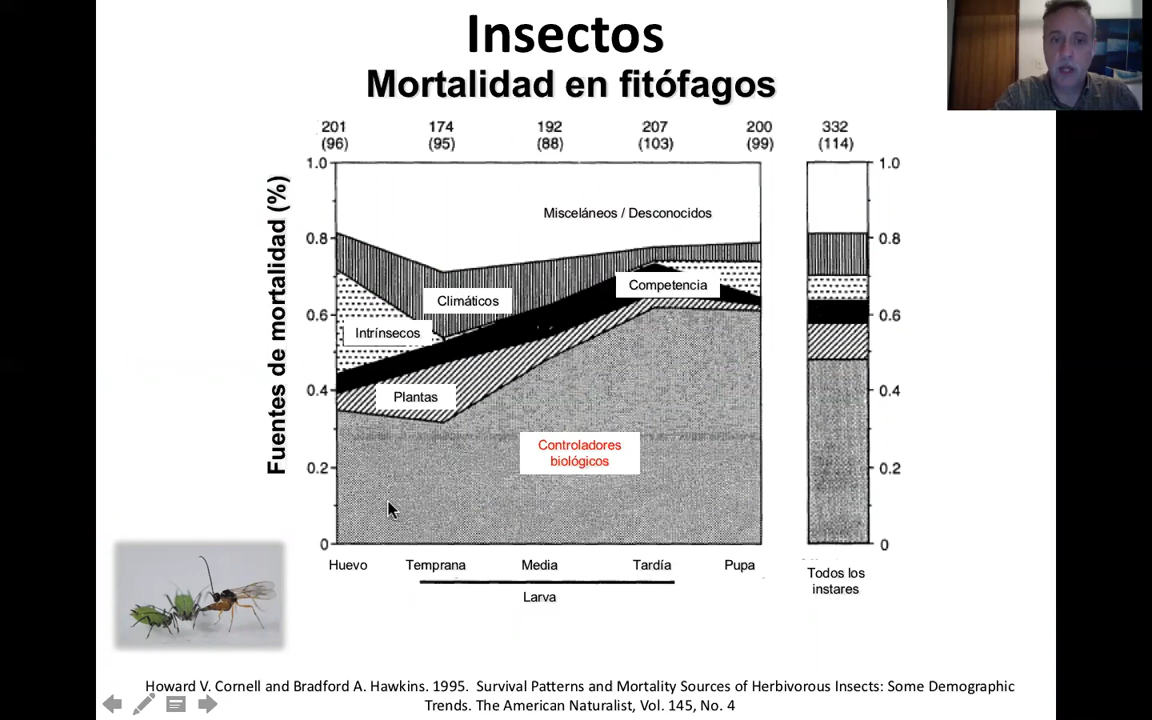 Insectos
Mortalidad en fitófagos
201 174 192 207 200 332
(96) (95) (88) (103) (99) (114)
Fuentes de mortalidad (%)
1.0 1.0
Misceláneos / Desconocidos
0.8 0.8
Competencia
Climáticos
0.6 0.6
Intrínsecos
0.4 0.4
Plantas
Controladores
biológicos
0.2 0.2
0 0
Huevo Temprana Media Tardía Pupa
Todos los
instares
Larva
Howard V. Cornell and Bradford A. Hawkins. 1995. Survival Patterns and Mortality Sources of Herbivorous Insects: Some Demographic
Trends. The American Naturalist, Vol. 145, No. 4